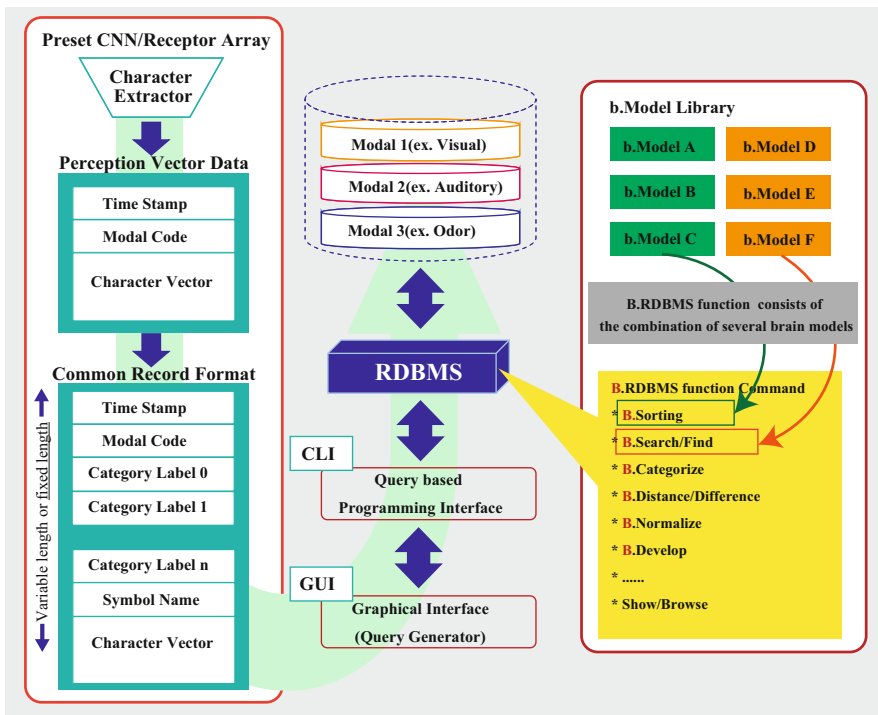 Preset CNN/Receptor Array
Character
Extractor
Perception Vector Data
Time Stamp
Modal Code
Character Vector
Common Record Format
Variable length or fixed length
Time Stamp
Modal Code
Category Label 0
Category Label 1
Category Label n
Symbol Name
Character Vector
Modal 1(ex. Visual)
Modal 2(ex. Auditory)
Modal 3(ex. Odor)
RDBMS
CLI
Query based
Programming Interface
GUI
Graphical Interface
(Query Generator)
b.Model Library
b.Model A
b.Model D
b.Model B
b.Model E
b.Model C
b.Model F
B.RDBMS function consists of
the combination of several brain models
B.RDBMS function Command
* B.Sorting
* B.Search/Find
* B.Categorize
* B.Distance/Difference
* B.Normalize
* B.Develop
* ......
* Show/Browse